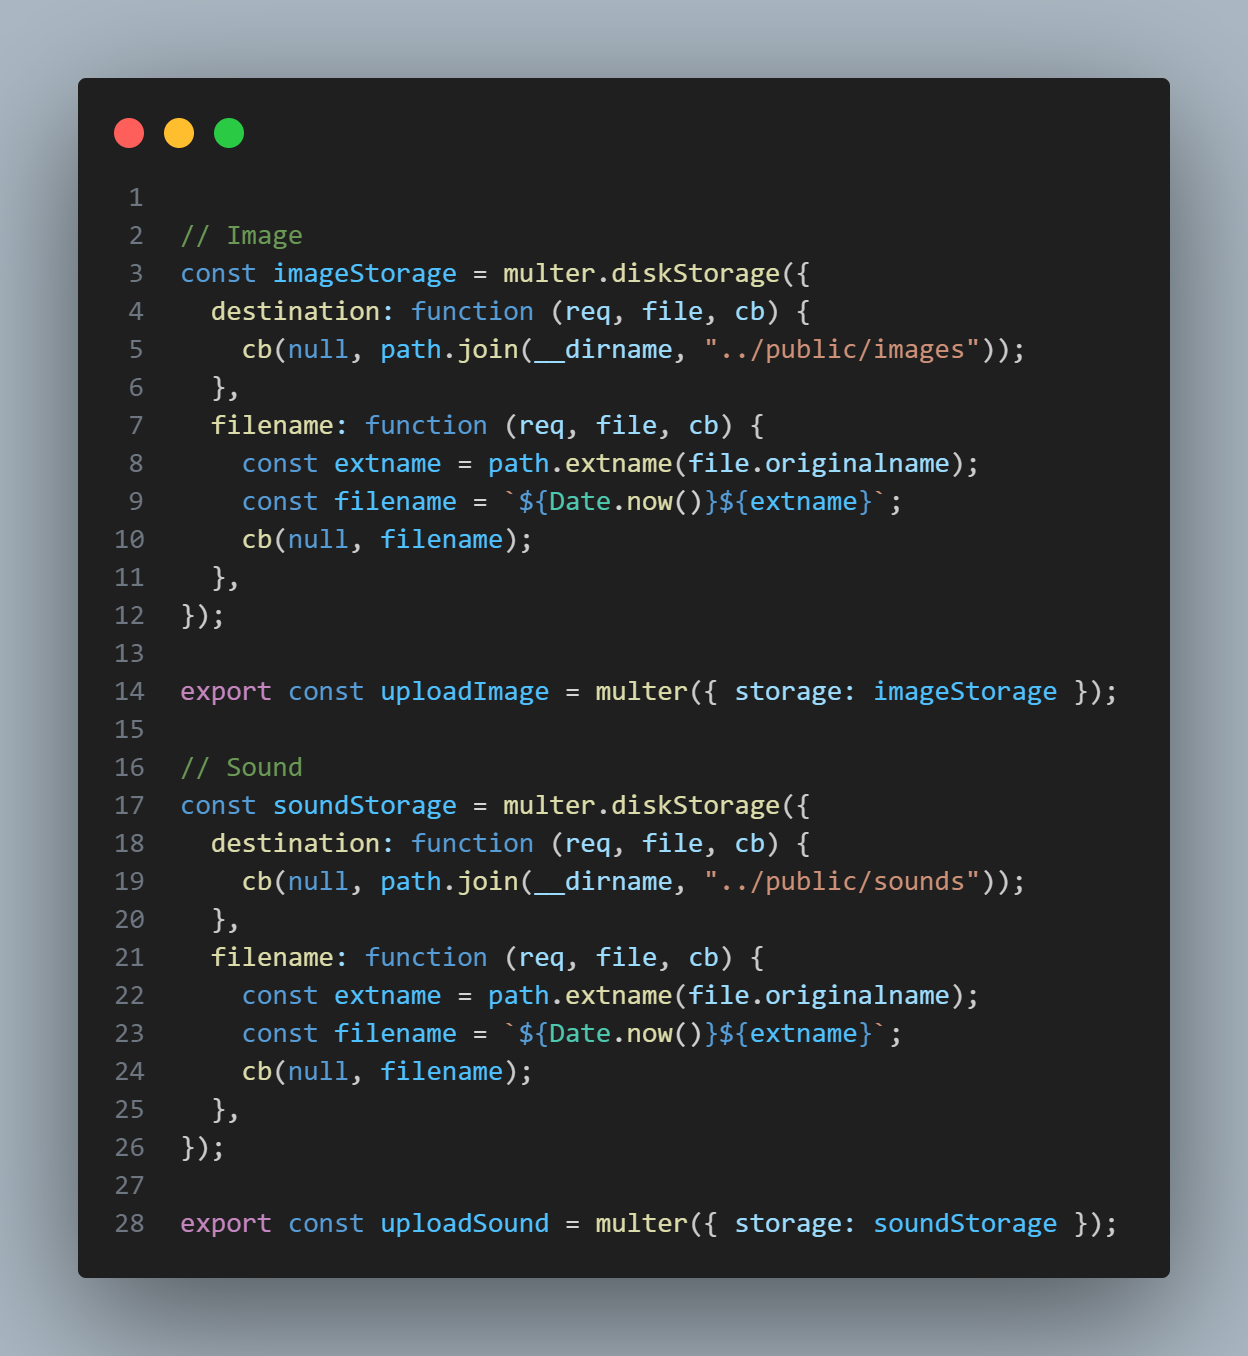 1
2 // Image
3 const imageStorage = multer.diskStorage({
4   destination: function (req, file, cb) {
5     cb(null, path.join(__dirname, "../public/images"));
6   },
7   filename: function (req, file, cb) {
8     const extname = path.extname(file.originalname);
9     const filename = `${Date.now()}${extname}`;
10     cb(null, filename);
11   },
12 });
13
14 export const uploadImage = multer({ storage: imageStorage });
15
16 // Sound
17 const soundStorage = multer.diskStorage({
18   destination: function (req, file, cb) {
19     cb(null, path.join(__dirname, "../public/sounds"));
20   },
21   filename: function (req, file, cb) {
22     const extname = path.extname(file.originalname);
23     const filename = `${Date.now()}${extname}`;
24     cb(null, filename);
25   },
26 });
27
28 export const uploadSound = multer({ storage: soundStorage });